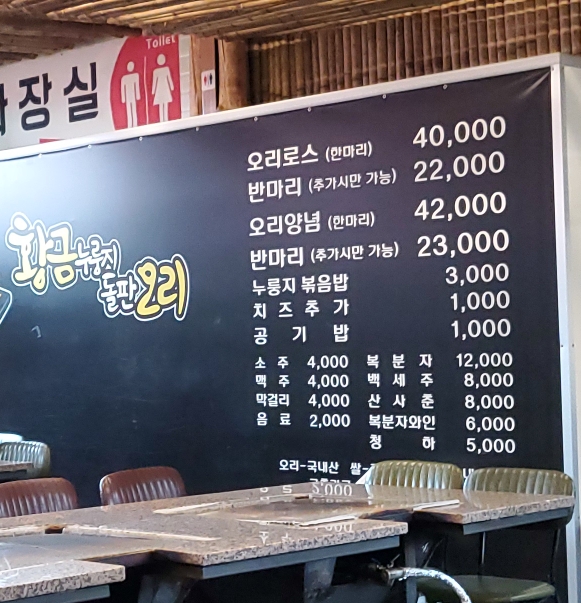 Toilet
장실
황금누룽지
돌판오리
오리로스 (한마리) 40,000
반마리 (추가시만 가능) 22,000
오리양념 (한마리) 42,000
반마리 (추가시만 가능) 23,000
누룽지 볶음밥 3,000
치즈추가 1,000
공기밥 1,000
소주 4,000 복분자 12,000
맥주 4,000 백세주 8,000
막걸리 4,000 산사춘 8,000
음료 2,000 복분자와인 6,000
청하 5,000
오리-국내산 쌀-